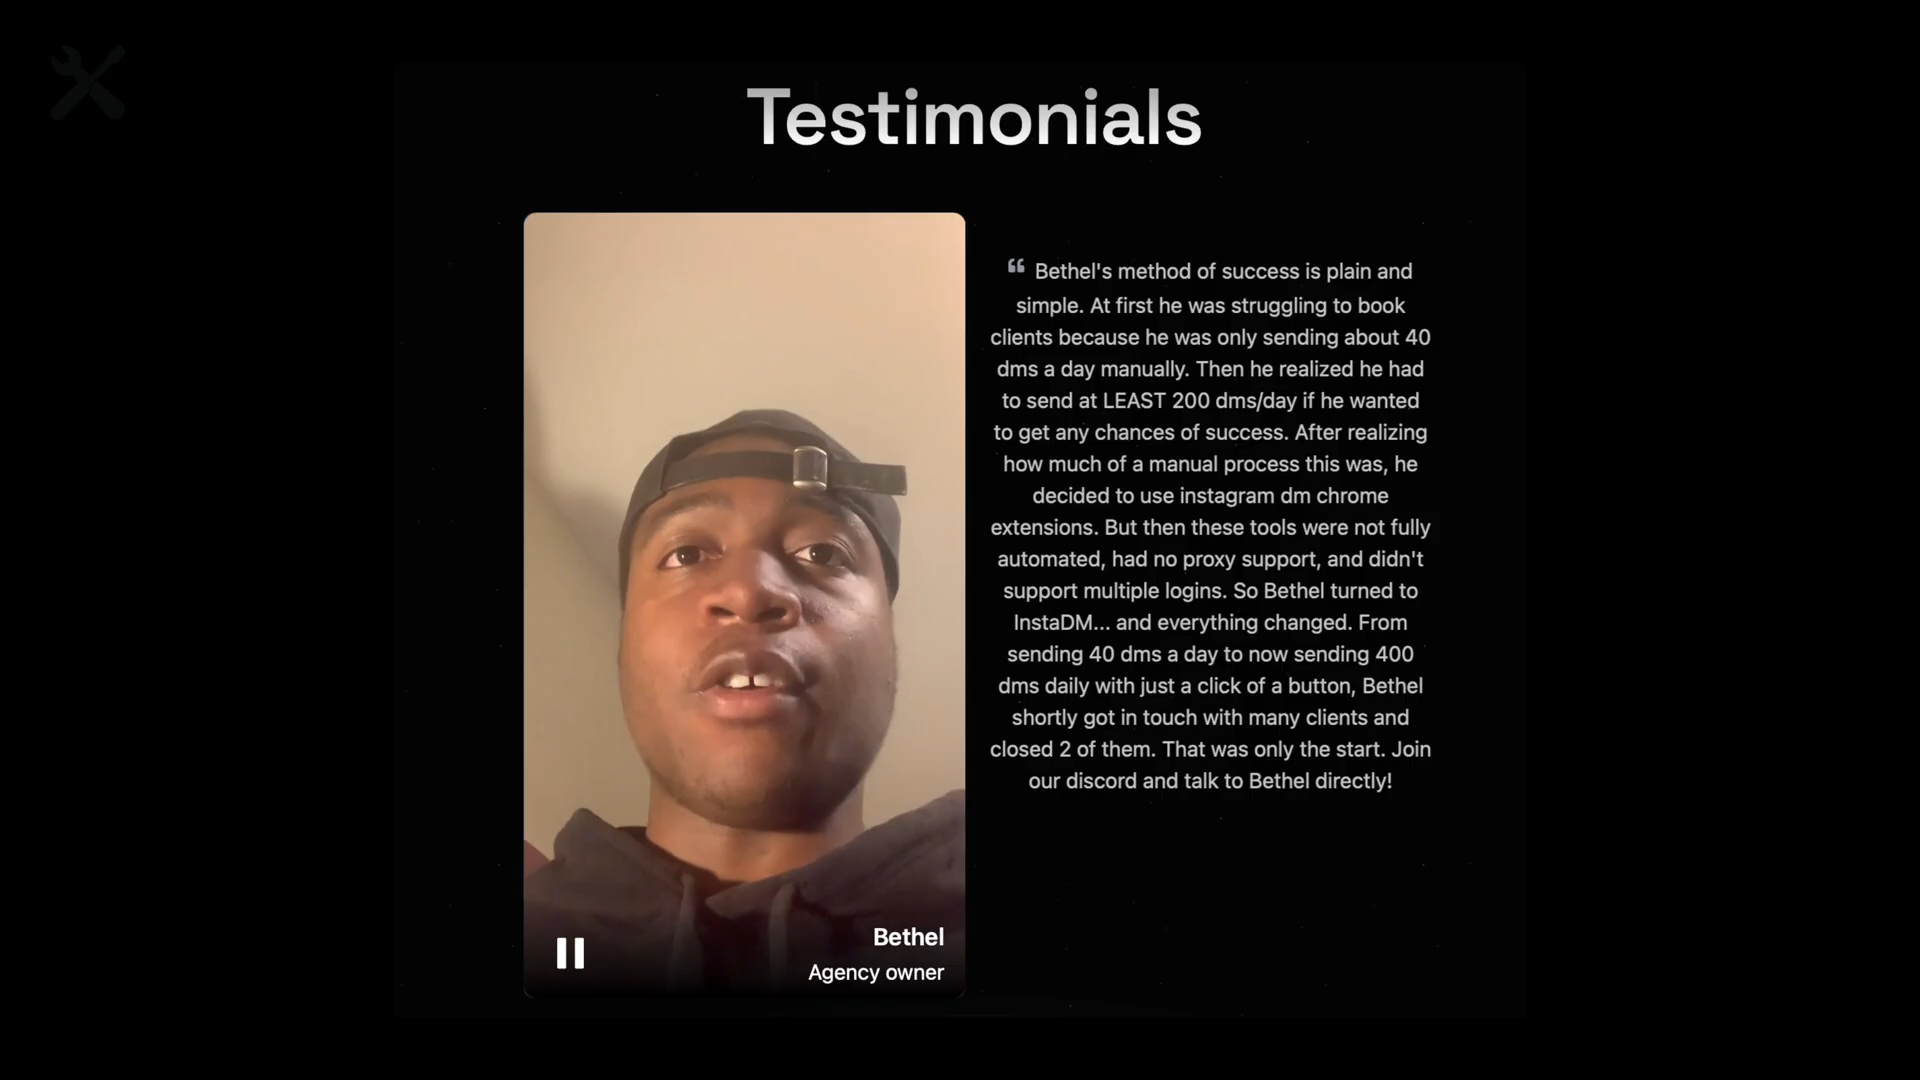 Testimonials
“ Bethel's method of success is plain and
simple. At first he was struggling to book
clients because he was only sending about 40
dms a day manually. Then he realized he had
to send at LEAST 200 dms/day if he wanted
to get any chances of success. After realizing
how much of a manual process this was, he
decided to use instagram dm chrome
extensions. But then these tools were not fully
automated, had no proxy support, and didn't
support multiple logins. So Bethel turned to
InstaDM... and everything changed. From
sending 40 dms a day to now sending 400
dms daily with just a click of a button, Bethel
shortly got in touch with many clients and
closed 2 of them. That was only the start. Join
our discord and talk to Bethel directly!
Bethel
Agency owner